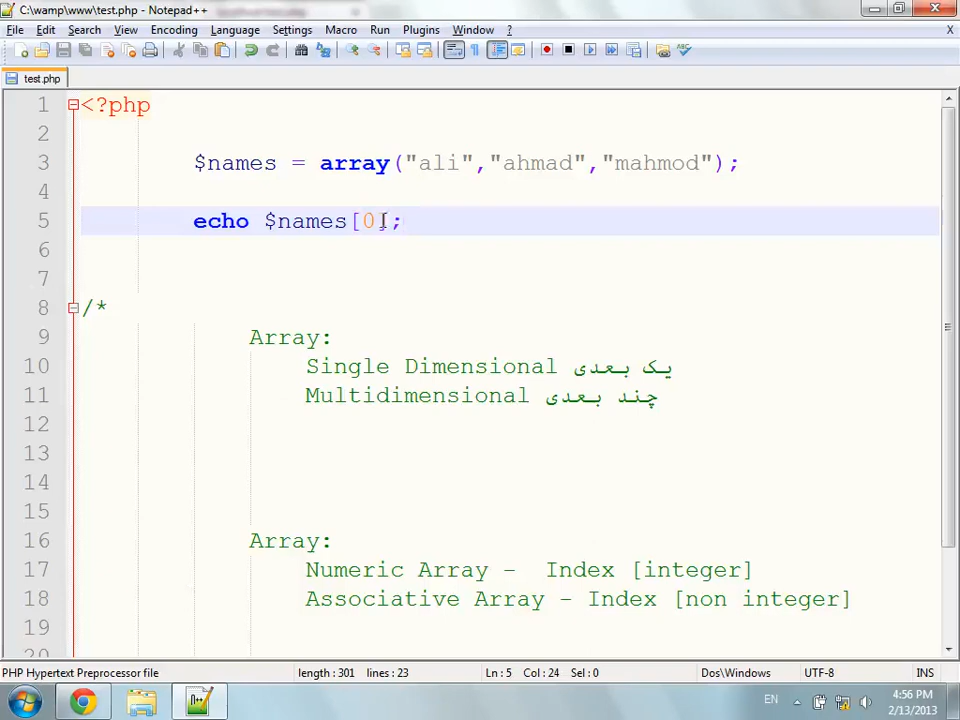 C:\wamp\www\test.php - Notepad++
File Edit Search View Encoding Language Settings Macro Run Plugins Window ? X
test.php
1 <?php
2
3 $names = array("ali","ahmad","mahmod");
4
5 echo $names[0];
6
7
8 /*
9 Array:
10 Single Dimensional یک بعدی
11 Multidimensional چند بعدی
12
13
14
15
16 Array:
17 Numeric Array - Index [integer]
18 Associative Array - Index [non integer]
19
20
PHP Hypertext Preprocessor file length : 301 lines : 23 Ln : 5 Col : 24 Sel : 0 Dos\Windows UTF-8 INS
EN 4:56 PM
2/13/2013